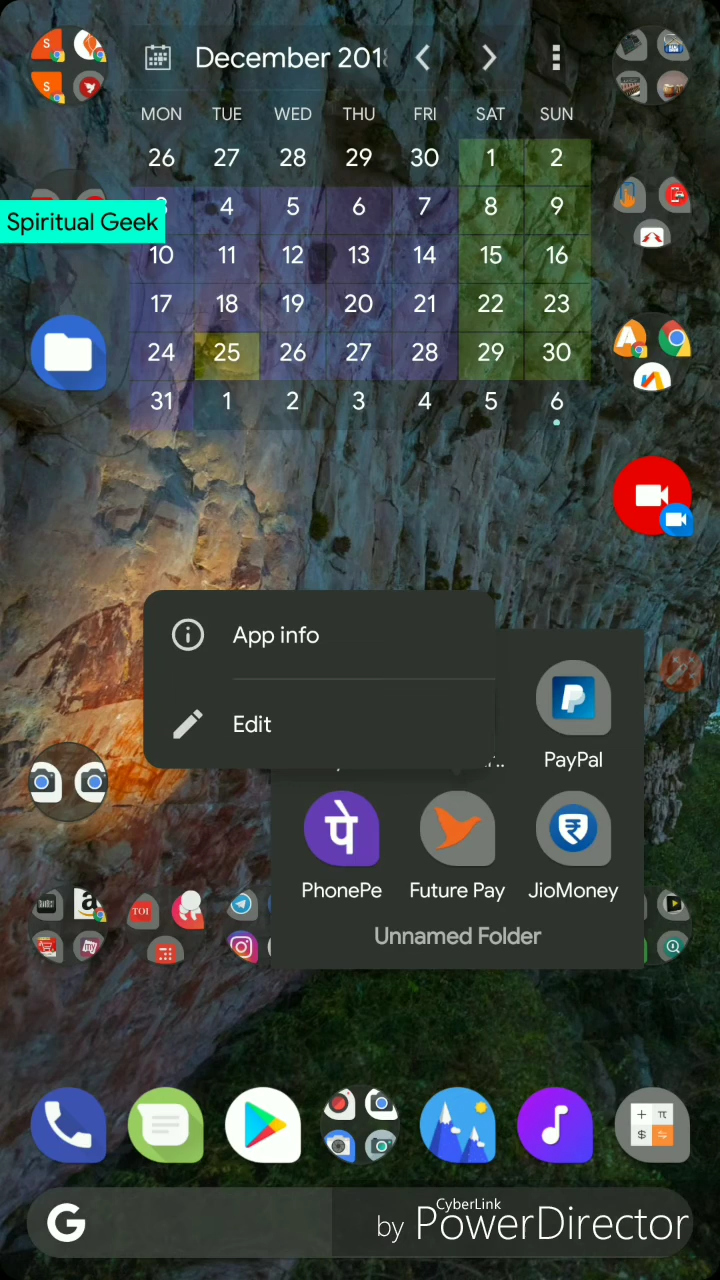 December 2018
MON TUE WED THU FRI SAT SUN
26 27 28 29 30 1 2
3 4 5 6 7 8 9
Spiritual Geek
10 11 12 13 14 15 16
17 18 19 20 21 22 23
24 25 26 27 28 29 30
31 1 2 3 4 5 6
App info
Edit
PayPal
पे
PhonePe Future Pay JioMoney
TOI
Unnamed Folder
G
CyberLink
by PowerDirector